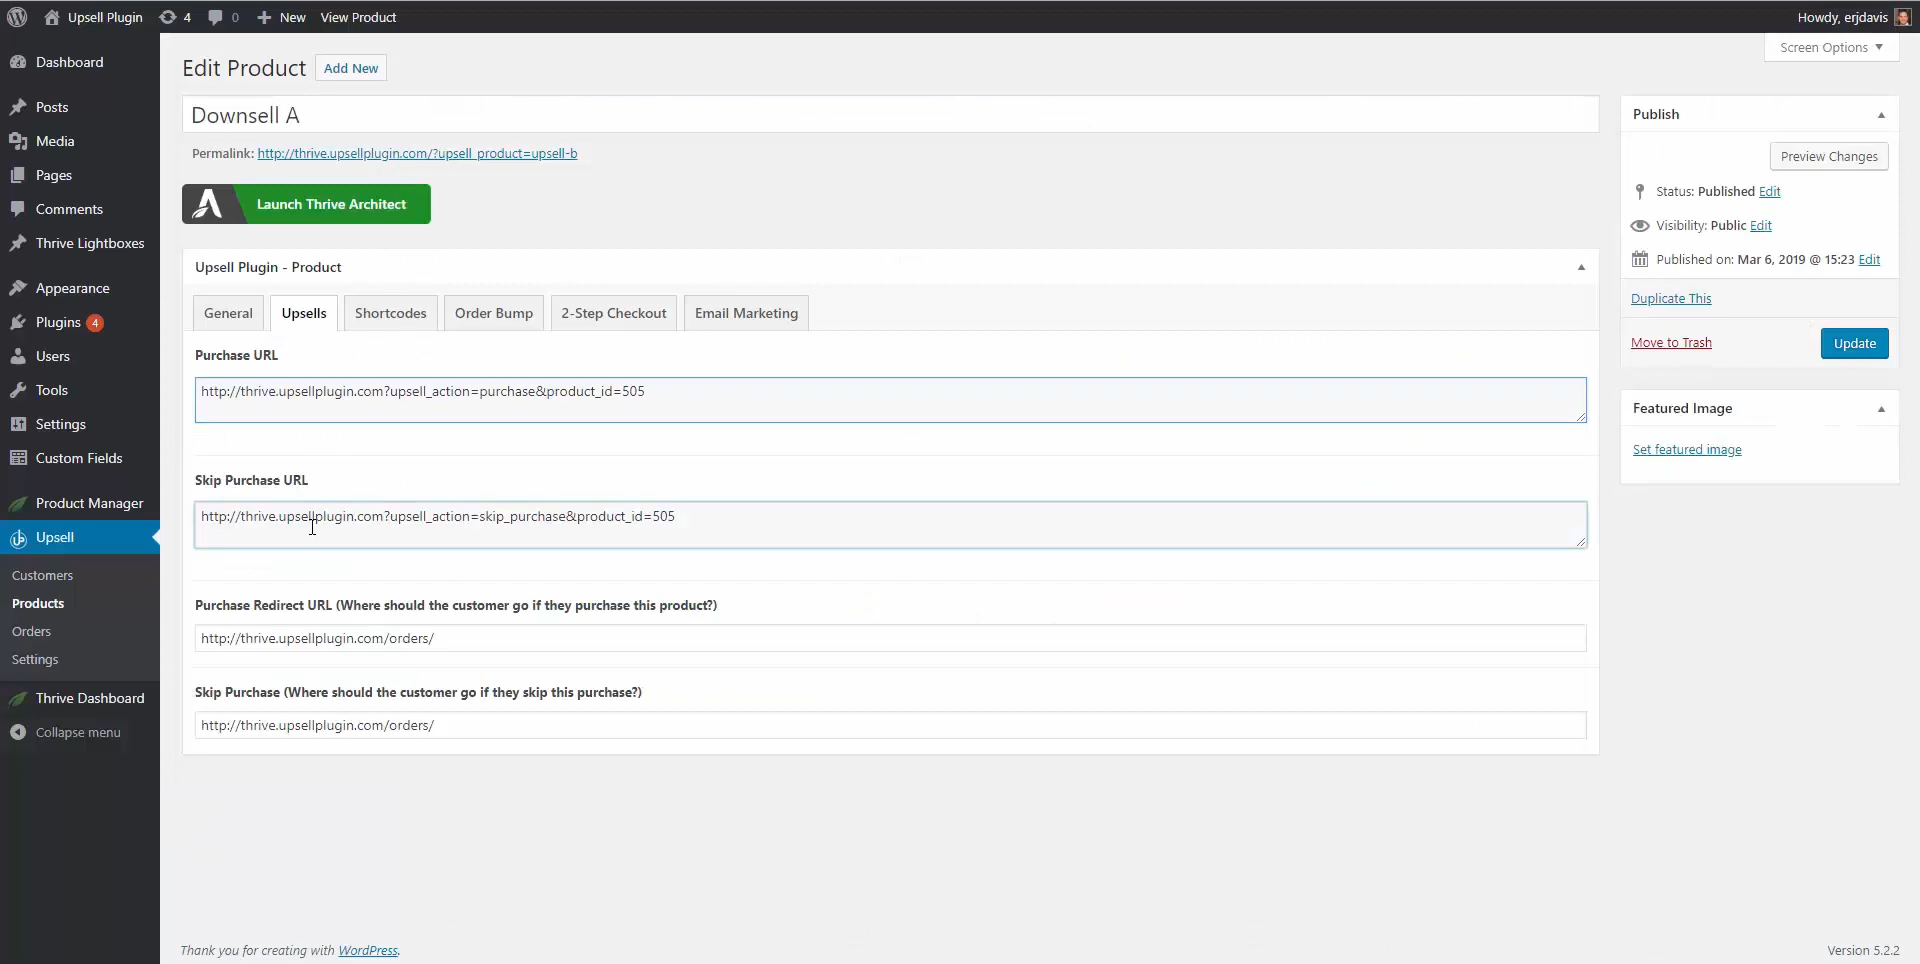 Upsell Plugin 4 0 New View Product Howdy, erjdavis
Screen Options
Dashboard
Posts
Media
Pages
Comments
Thrive Lightboxes
Appearance
Plugins 4
Users
Tools
Settings
Custom Fields
Product Manager
Upsell
Customers
Products
Orders
Settings
Thrive Dashboard
Collapse menu
Edit Product Add New
Downsell A
Permalink: http://thrive.upsellplugin.com/?upsell_product=upsell-b
Launch Thrive Architect
Upsell Plugin - Product
General Upsells Shortcodes Order Bump 2-Step Checkout Email Marketing
Purchase URL
http://thrive.upsellplugin.com?upsell_action=purchase&product_id=505
Skip Purchase URL
http://thrive.upsellplugin.com?upsell_action=skip_purchase&product_id=505
Purchase Redirect URL (Where should the customer go if they purchase this product?)
http://thrive.upsellplugin.com/orders/
Skip Purchase (Where should the customer go if they skip this purchase?)
http://thrive.upsellplugin.com/orders/
Publish
Preview Changes
Status: Published Edit
Visibility: Public Edit
Published on: Mar 6, 2019 @ 15:23 Edit
Duplicate This
Move to Trash Update
Featured Image
Set featured image
Thank you for creating with WordPress. Version 5.2.2